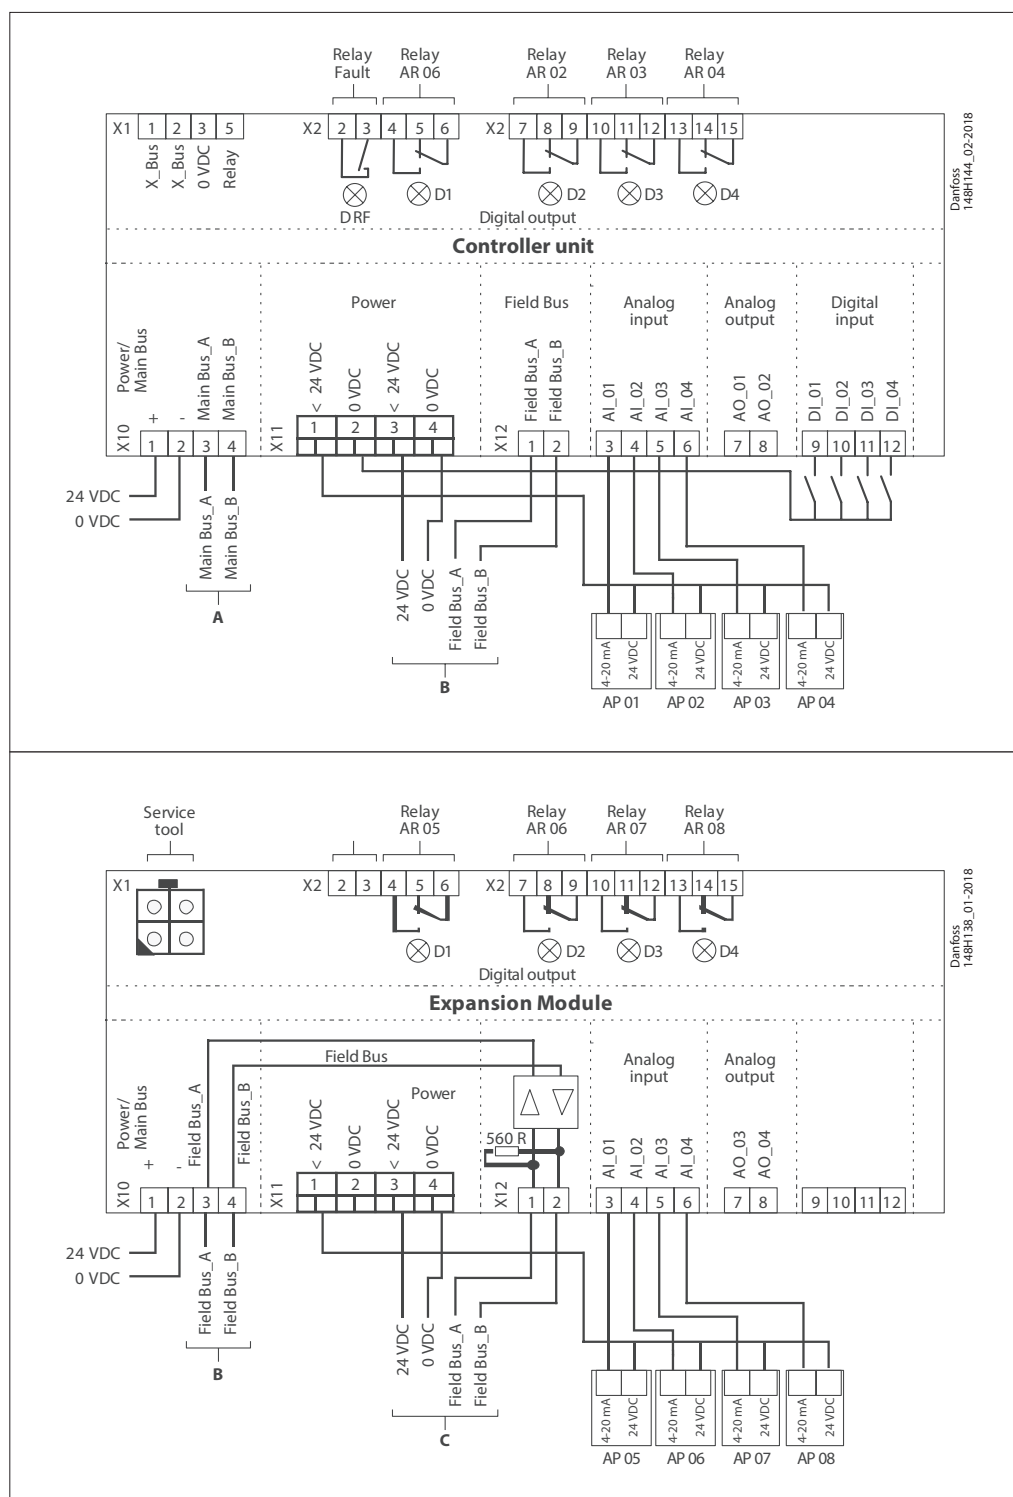 Relay Fault
Relay AR 06
Relay AR 02
Relay AR 03
Relay AR 04
X1 1 2 3 5
X2 2 3 4 5 6
X2 7 8 9 10 11 12 13 14 15
X_Bus
X_Bus
0 VDC
Relay
DRF
D1
D2
D3
D4
Digital output
Danfoss
148H144_02-2018
Controller unit
Power/
Main Bus
+
-
Main Bus_A
Main Bus_B
Power
< 24 VDC
0 VDC
< 24 VDC
0 VDC
Field Bus
Field Bus_A
Field Bus_B
Analog
input
AI_01
AI_02
AI_03
AI_04
Analog
output
AO_01
AO_02
Digital
input
DI_01
DI_02
DI_03
DI_04
X10 1 2 3 4
X11 1 2 3 4
X12 1 2 3 4 5 6 7 8 9 10 11 12
24 VDC
0 VDC
Main Bus_A
Main Bus_B
A
24 VDC
0 VDC
Field Bus_A
Field Bus_B
B
4-20 mA
24 VDC
4-20 mA
24 VDC
4-20 mA
24 VDC
4-20 mA
24 VDC
AP 01
AP 02
AP 03
AP 04
Service
tool
Relay AR 05
Relay AR 06
Relay AR 07
Relay AR 08
X1
X2 2 3 4 5 6
X2 7 8 9 10 11 12 13 14 15
D1
D2
D3
D4
Digital output
Danfoss
148H138_01-2018
Expansion Module
Power/
Main Bus
+
-
Field Bus_A
Field Bus_B
Field Bus
Power
< 24 VDC
0 VDC
< 24 VDC
0 VDC
560 R
Analog
input
AI_01
AI_02
AI_03
AI_04
Analog
output
AO_03
AO_04
X10 1 2 3 4
X11 1 2 3 4
X12 1 2 3 4 5 6 7 8 9 10 11 12
24 VDC
0 VDC
Field Bus_A
Field Bus_B
B
24 VDC
0 VDC
Field Bus_A
Field Bus_B
C
4-20 mA
24 VDC
4-20 mA
24 VDC
4-20 mA
24 VDC
4-20 mA
24 VDC
AP 05
AP 06
AP 07
AP 08